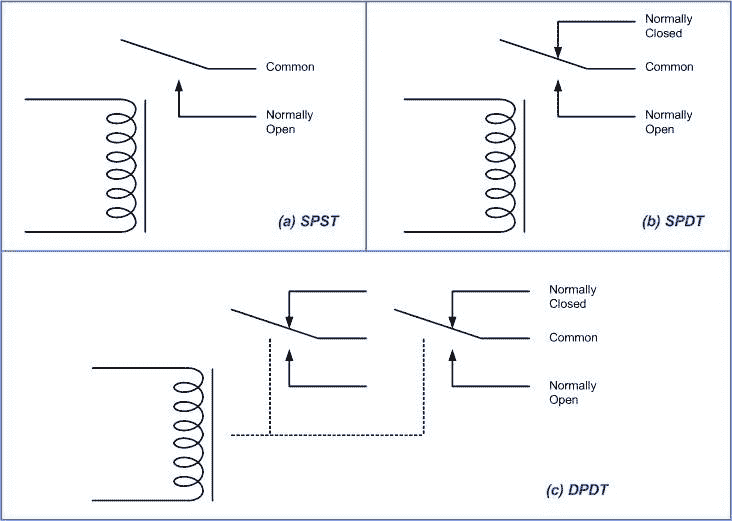 Common
Normally
Open
(a) SPST
Normally
Closed
Common
Normally
Open
(b) SPDT
Normally
Closed
Common
Normally
Open
(c) DPDT